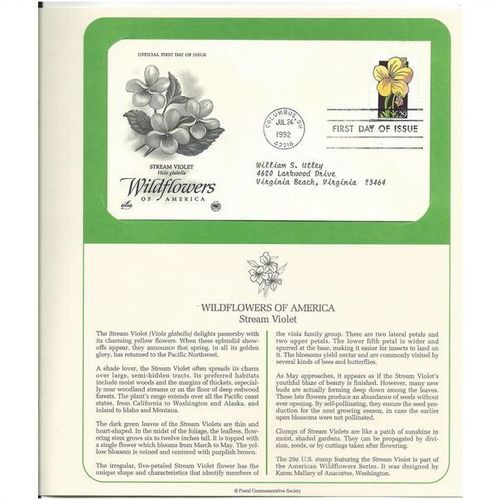 OFFICIAL FIRST DAY OF ISSUE
COLUMBUS, OH
JUL 24
1992
43216
FIRST DAY OF ISSUE
STREAM VIOLET
Viola glabella
Wildflowers
OF AMERICA
William S. Utley
4620 Larkwood Drive
Virginia Beach, Virginia 23464
WILDFLOWERS OF AMERICA
Stream Violet
The Stream Violet (Viola glabella) delights passersby with
its charming yellow flowers. When these splendid show-
offs appear, they announce that spring, in all its golden
glory, has returned to the Pacific Northwest.
A shade lover, the Stream Violet often spreads its charm
over large, semi-hidden tracts. Its preferred habitats
include moist woods and the margins of thickets, especial-
ly near woodland streams or on the floor of deep redwood
forests. The plant's range extends over all the Pacific coast
states, from California to Washington and Alaska, and
inland to Idaho and Montana.
The dark green leaves of the Stream Violets are thin and
heart-shaped. In the midst of the foliage, the leafless, flow-
ering stem grows six to twelve inches tall. It is topped with
a single flower which blooms from March to May. The yel-
low blossom is veined and centered with purplish brown.
The irregular, five-petaled Stream Violet flower has the
unique shape and characteristics that identify members of
the viola family group. There are two lateral petals and
two upper petals. The lower fifth petal is wider and
spurred at the base, making it easier for insects to land on
it. The blossoms yield nectar and are commonly visited by
several kinds of bees and butterflies.
As May approaches, it appears as if the Stream Violet's
youthful blaze of beauty is finished. However, many new
buds are actually forming deep down among the leaves.
These late flowers produce an abundance of seeds without
ever opening. By self-pollinating, they ensure the seed pro-
duction for the next growing season, in case the earlier
open blossoms were not pollinated.
Clumps of Stream Violets are like a patch of sunshine in
moist, shaded gardens. They can be propagated by divi-
sion, seeds, or by cuttings taken after flowering.
The 29¢ U.S. stamp featuring the Stream Violet is part of
the American Wildflowers Series. It was designed by
Karen Mallary of Anacortes, Washington.
© Postal Commemorative Society